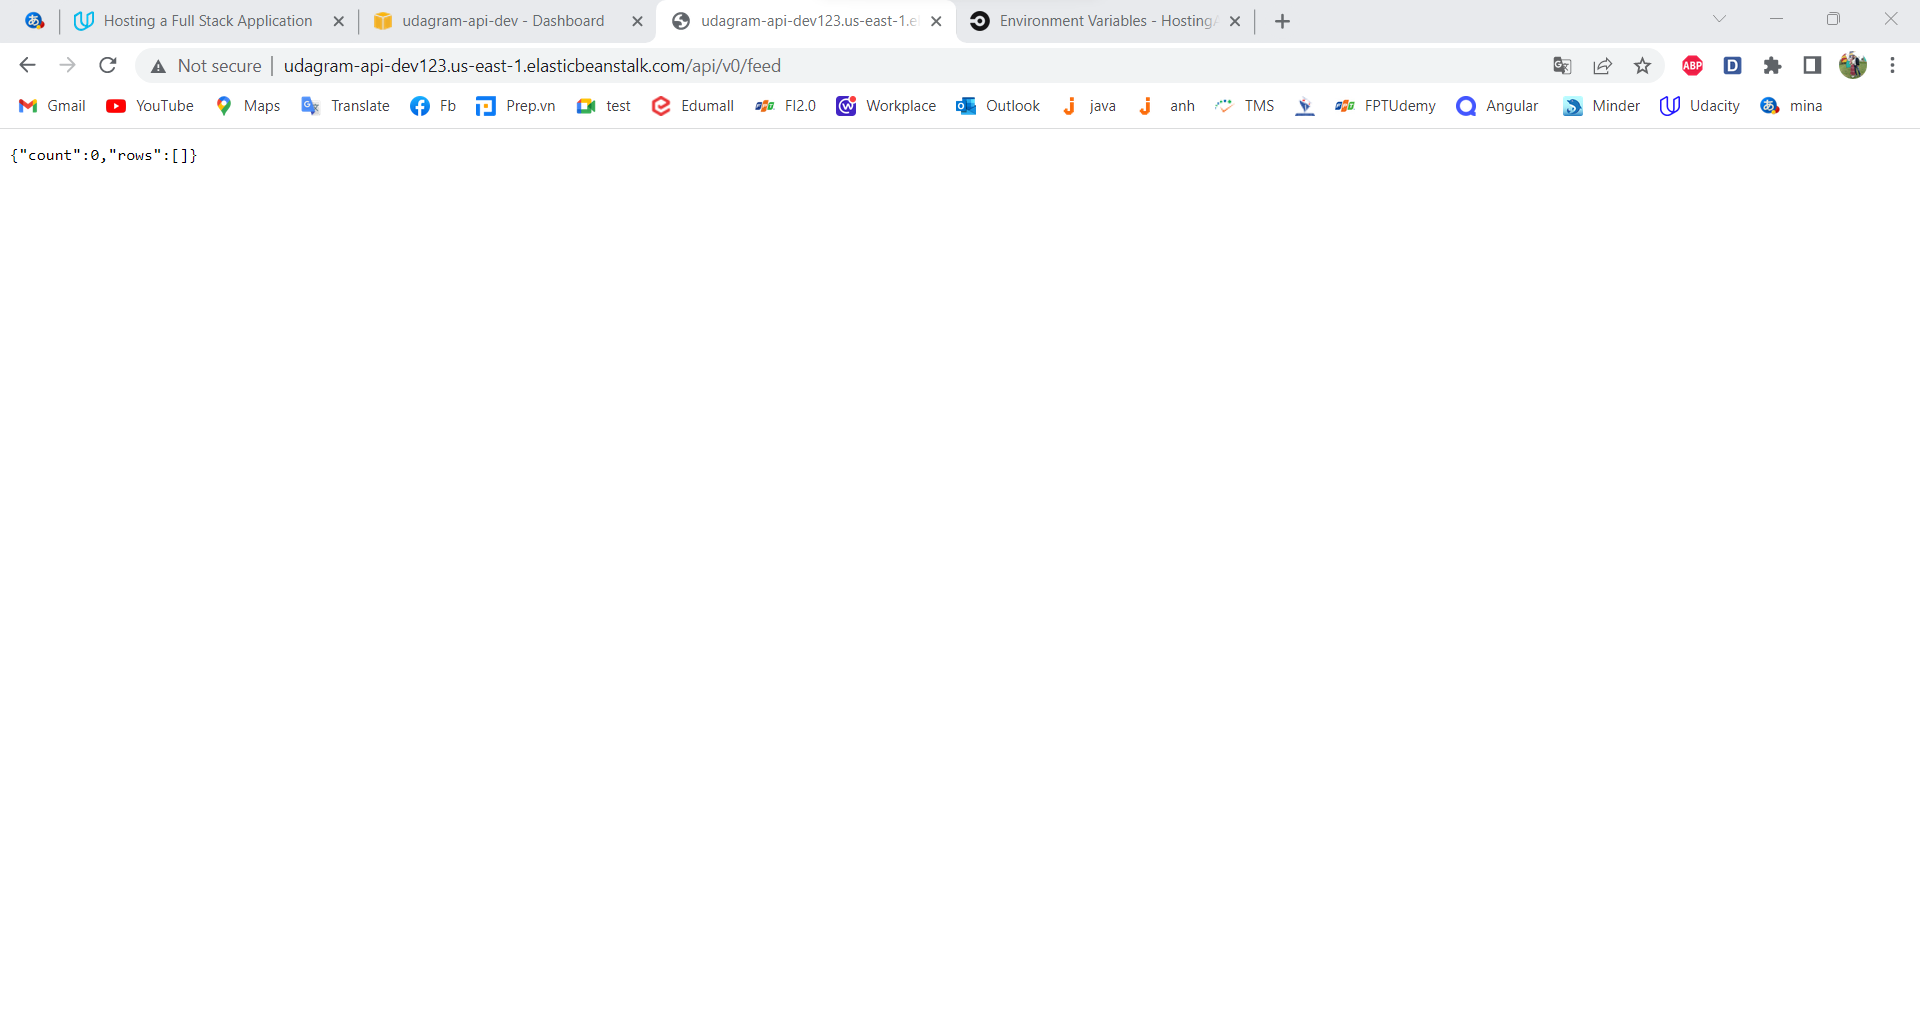 Hosting a Full Stack Application
udagram-api-dev - Dashboard
udagram-api-dev123.us-east-1.el
Environment Variables - HostingA
Not secure
udagram-api-dev123.us-east-1.elasticbeanstalk.com/api/v0/feed
ABP
D
Gmail
YouTube
Maps
Translate
Fb
Prep.vn
test
Edumall
FI2.0
Workplace
Outlook
java
anh
TMS
FPTUdemy
Angular
Minder
Udacity
mina
{"count":0,"rows":[]}